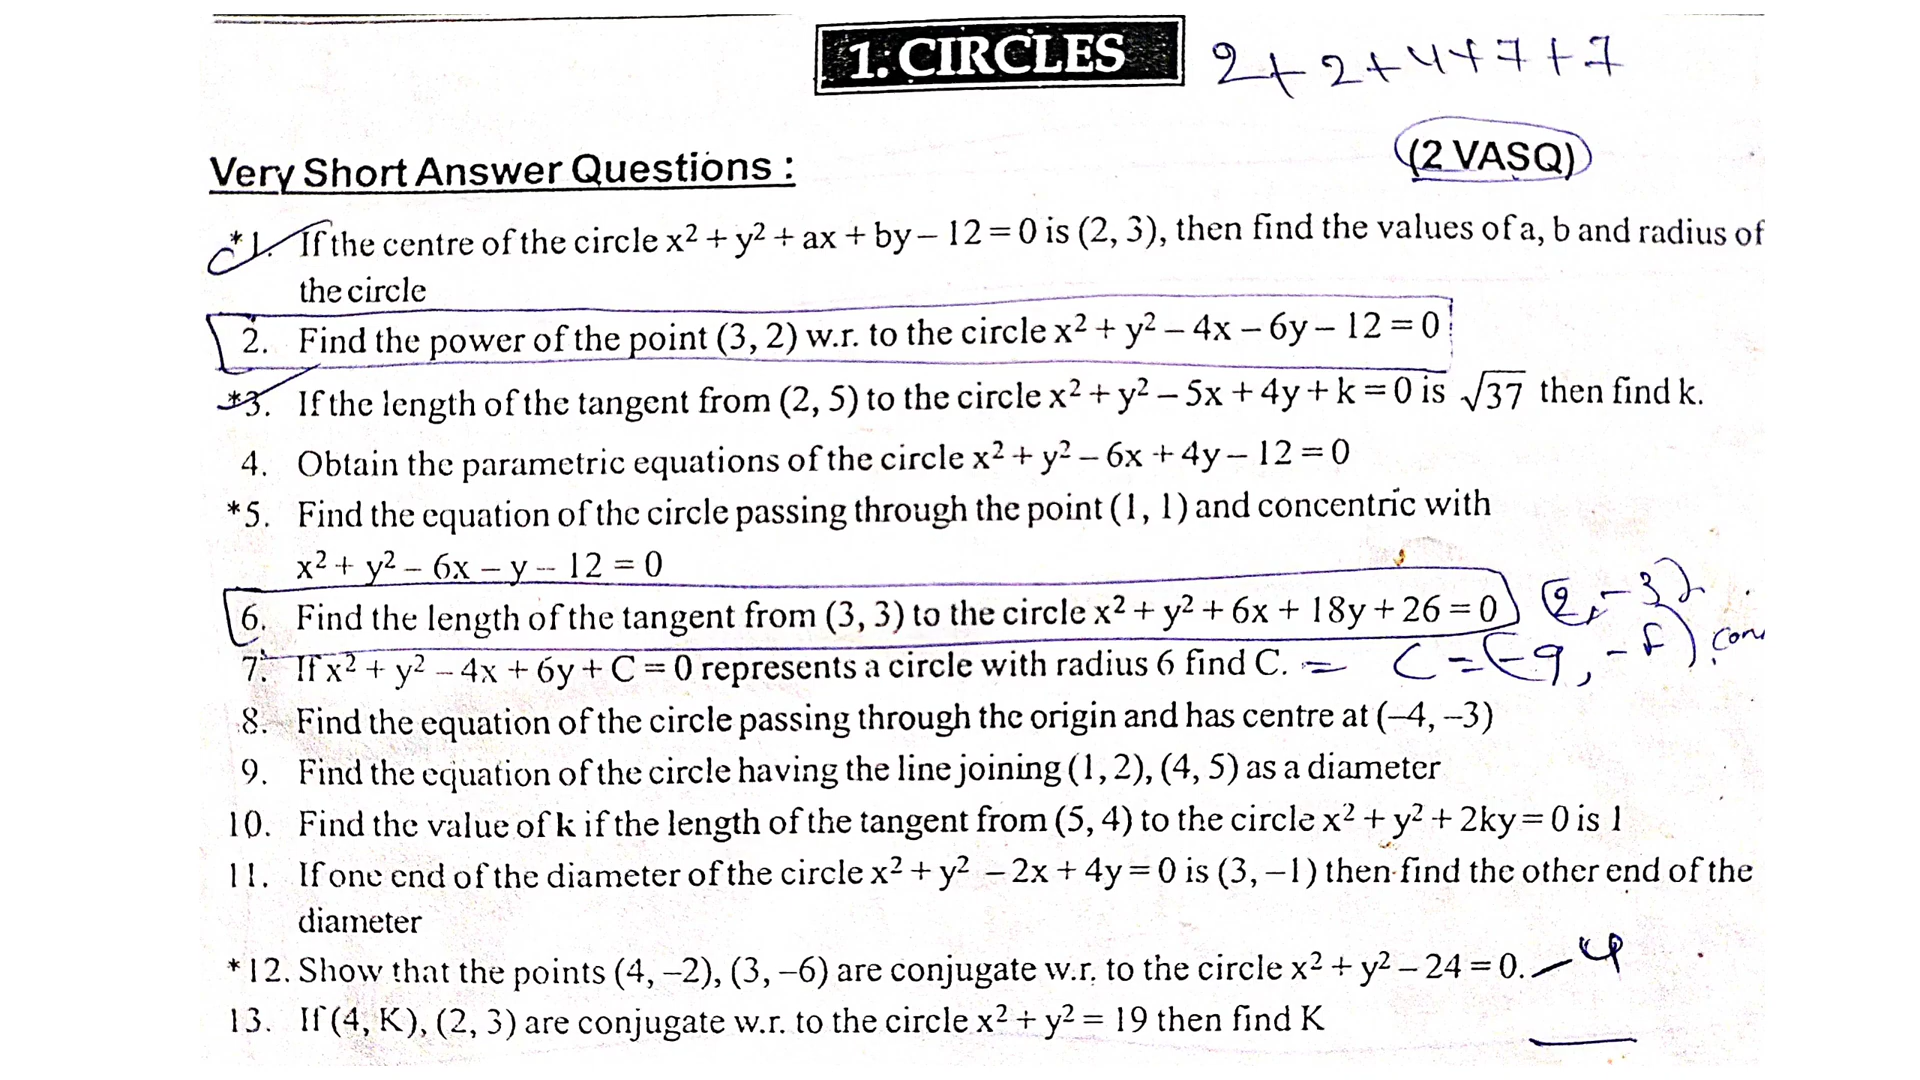 1. CIRCLES 2+2+4+7+7
(2 VASQ)
Very Short Answer Questions :
*1. If the centre of the circle x² + y² + ax + by – 12 = 0 is (2, 3), then find the values of a, b and radius of
the circle
2. Find the power of the point (3, 2) w.r. to the circle x² + y² – 4x – 6y – 12 = 0
*3. If the length of the tangent from (2, 5) to the circle x² + y² – 5x + 4y + k = 0 is √37 then find k.
4. Obtain the parametric equations of the circle x² + y² – 6x + 4y – 12 = 0
*5. Find the equation of the circle passing through the point (1, 1) and concentric with
x² + y² – 6x – y – 12 = 0
6. Find the length of the tangent from (3, 3) to the circle x² + y² + 6x + 18y + 26 = 0 (2, -3)
7. If x² + y² – 4x + 6y + C = 0 represents a circle with radius 6 find C. = C = (-g, -f)
8. Find the equation of the circle passing through the origin and has centre at (–4, –3)
9. Find the equation of the circle having the line joining (1, 2), (4, 5) as a diameter
10. Find the value of k if the length of the tangent from (5, 4) to the circle x² + y² + 2ky = 0 is 1
11. If one end of the diameter of the circle x² + y² – 2x + 4y = 0 is (3, –1) then find the other end of the
diameter
*12. Show that the points (4, –2), (3, –6) are conjugate w.r. to the circle x² + y² – 24 = 0.
13. If (4, K), (2, 3) are conjugate w.r. to the circle x² + y² = 19 then find K